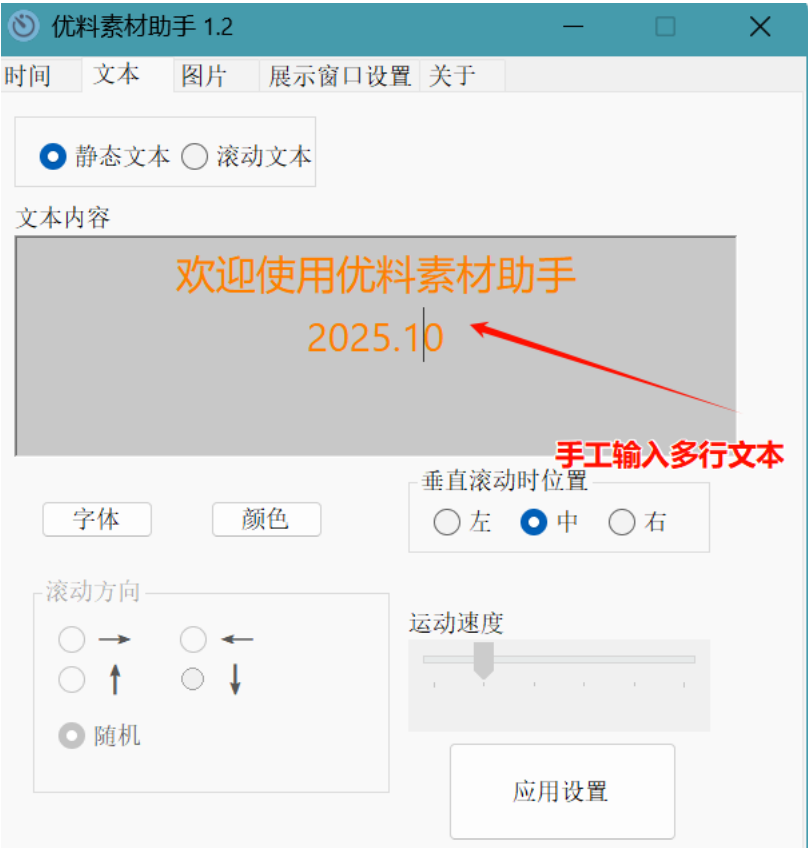 优料素材助手 1.2
时间 文本 图片 展示窗口设置 关于
静态文本 滚动文本
文本内容
欢迎使用优料素材助手
2025.10
手工输入多行文本
垂直滚动时位置
字体 颜色
左 中 右
滚动方向
→ ←
↑ ↓
随机
运动速度
应用设置